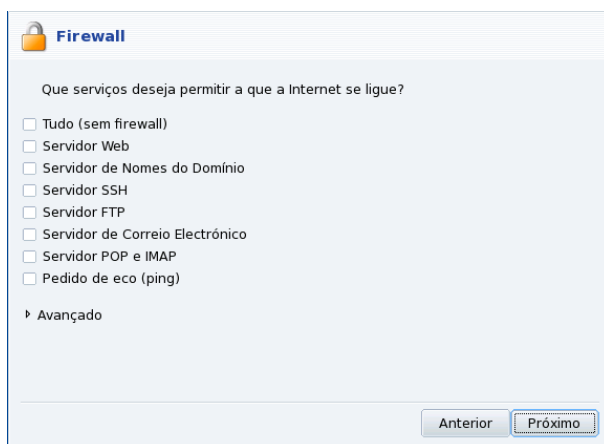 Firewall
Que serviços deseja permitir a que a Internet se ligue?
Tudo (sem firewall)
Servidor Web
Servidor de Nomes do Domínio
Servidor SSH
Servidor FTP
Servidor de Correio Electrónico
Servidor POP e IMAP
Pedido de eco (ping)
Avançado
Anterior
Próximo